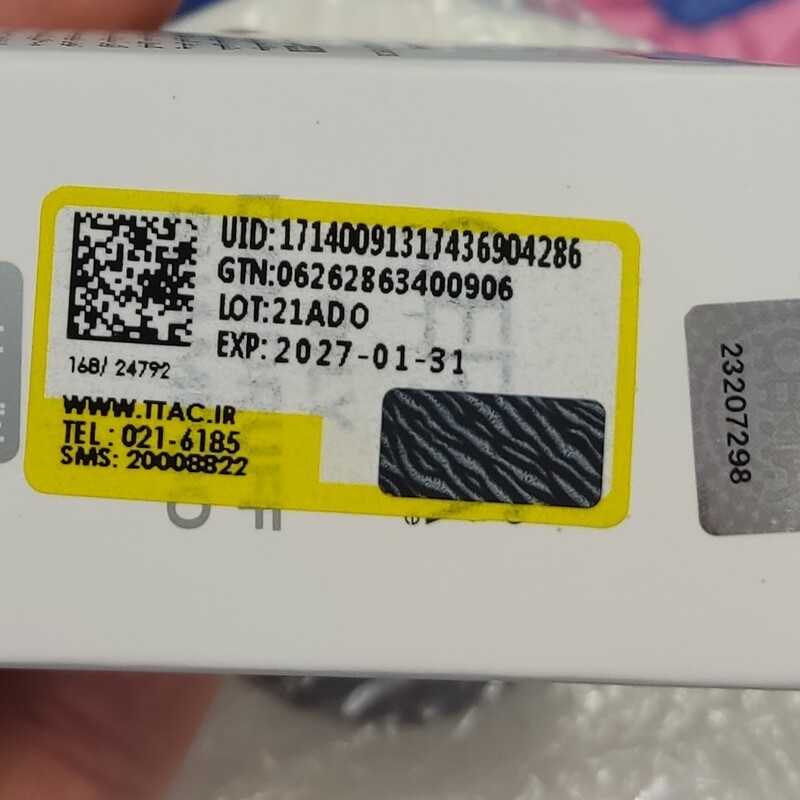 UID:17140091317436904286
GTN:06262863400906
LOT:21ADO
EXP:2027-01-31
168/ 24792
WWW.TTAC.IR
TEL : 021-6185
SMS: 20008822
23207298